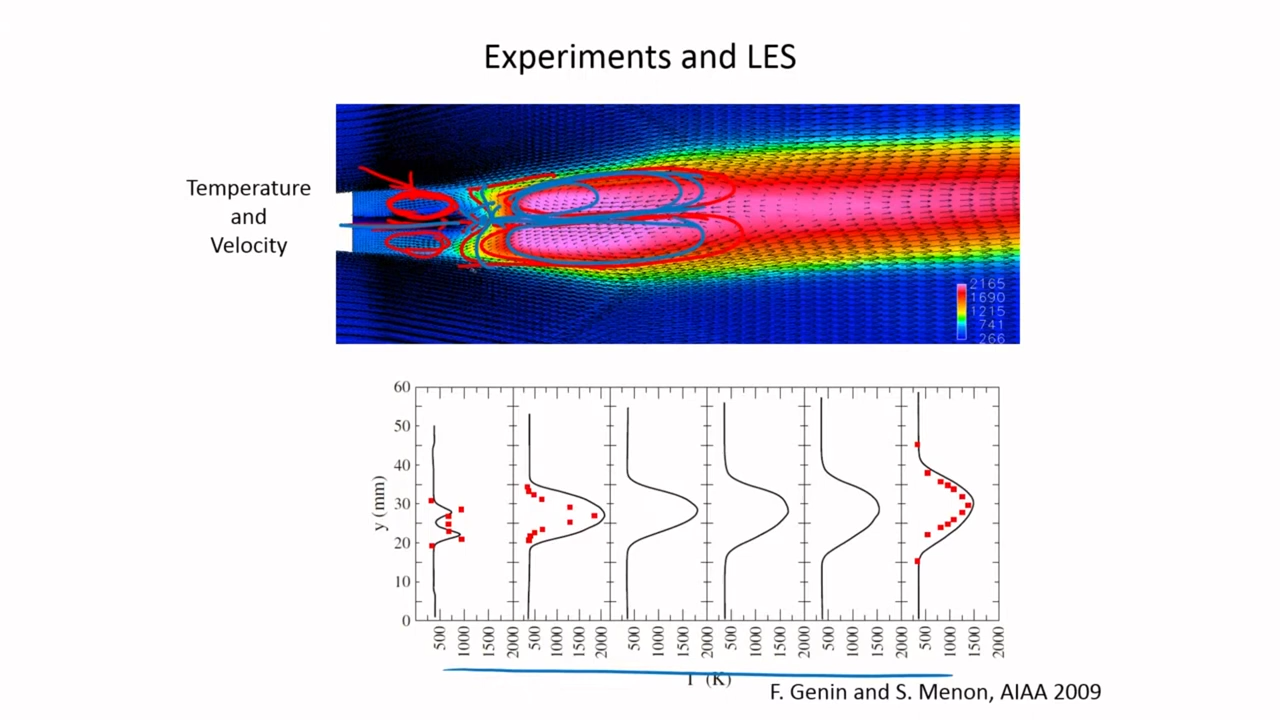 Experiments and LES
Temperature
and
Velocity
2165
1690
1215
741
266
60
50
40
30
20
10
0
y (mm)
500 1000 1500 2000 500 1000 1500 2000 500 1000 1500 2000 500 1000 1500 2000 500 1000 1500 2000 500 1000 1500 2000
T (K)
F. Genin and S. Menon, AIAA 2009